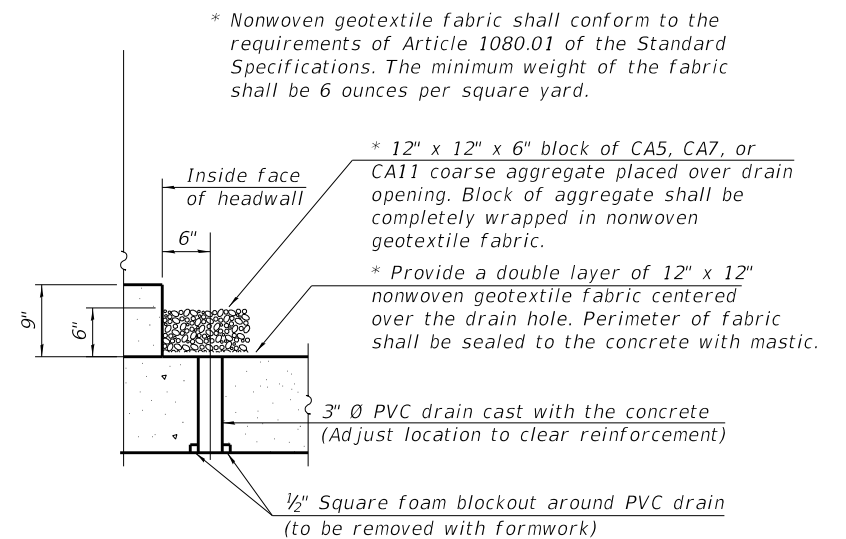 * Nonwoven geotextile fabric shall conform to the
requirements of Article 1080.01 of the Standard
Specifications. The minimum weight of the fabric
shall be 6 ounces per square yard.
* 12" x 12" x 6" block of CA5, CA7, or
CA11 coarse aggregate placed over drain
opening. Block of aggregate shall be
completely wrapped in nonwoven
geotextile fabric.
Inside face
of headwall
6"
* Provide a double layer of 12" x 12"
nonwoven geotextile fabric centered
over the drain hole. Perimeter of fabric
shall be sealed to the concrete with mastic.
9"
6"
3" Ø PVC drain cast with the concrete
(Adjust location to clear reinforcement)
½" Square foam blockout around PVC drain
(to be removed with formwork)